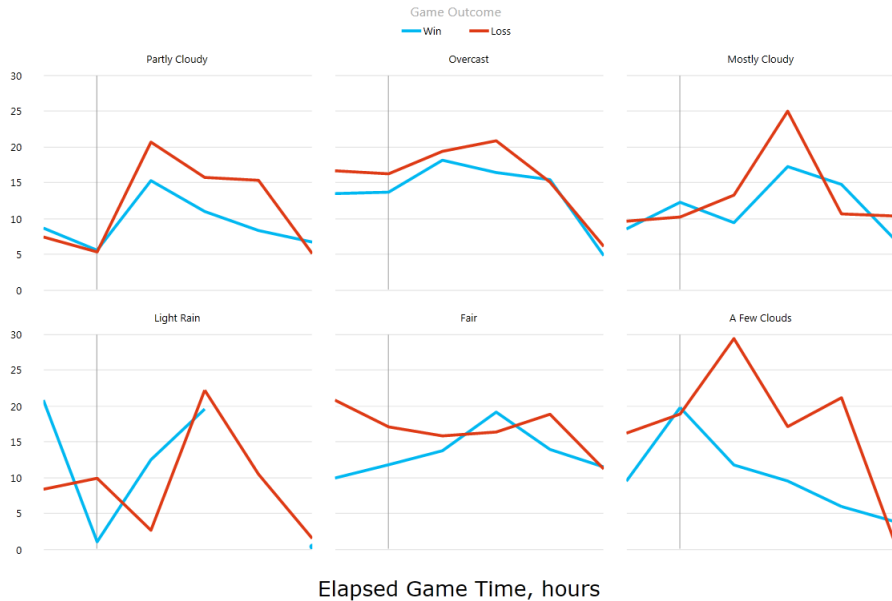 Game Outcome
Win Loss
Partly Cloudy Overcast Mostly Cloudy
30
25
20
15
10
5
0
Light Rain Fair A Few Clouds
30
25
20
15
10
5
0
Elapsed Game Time, hours